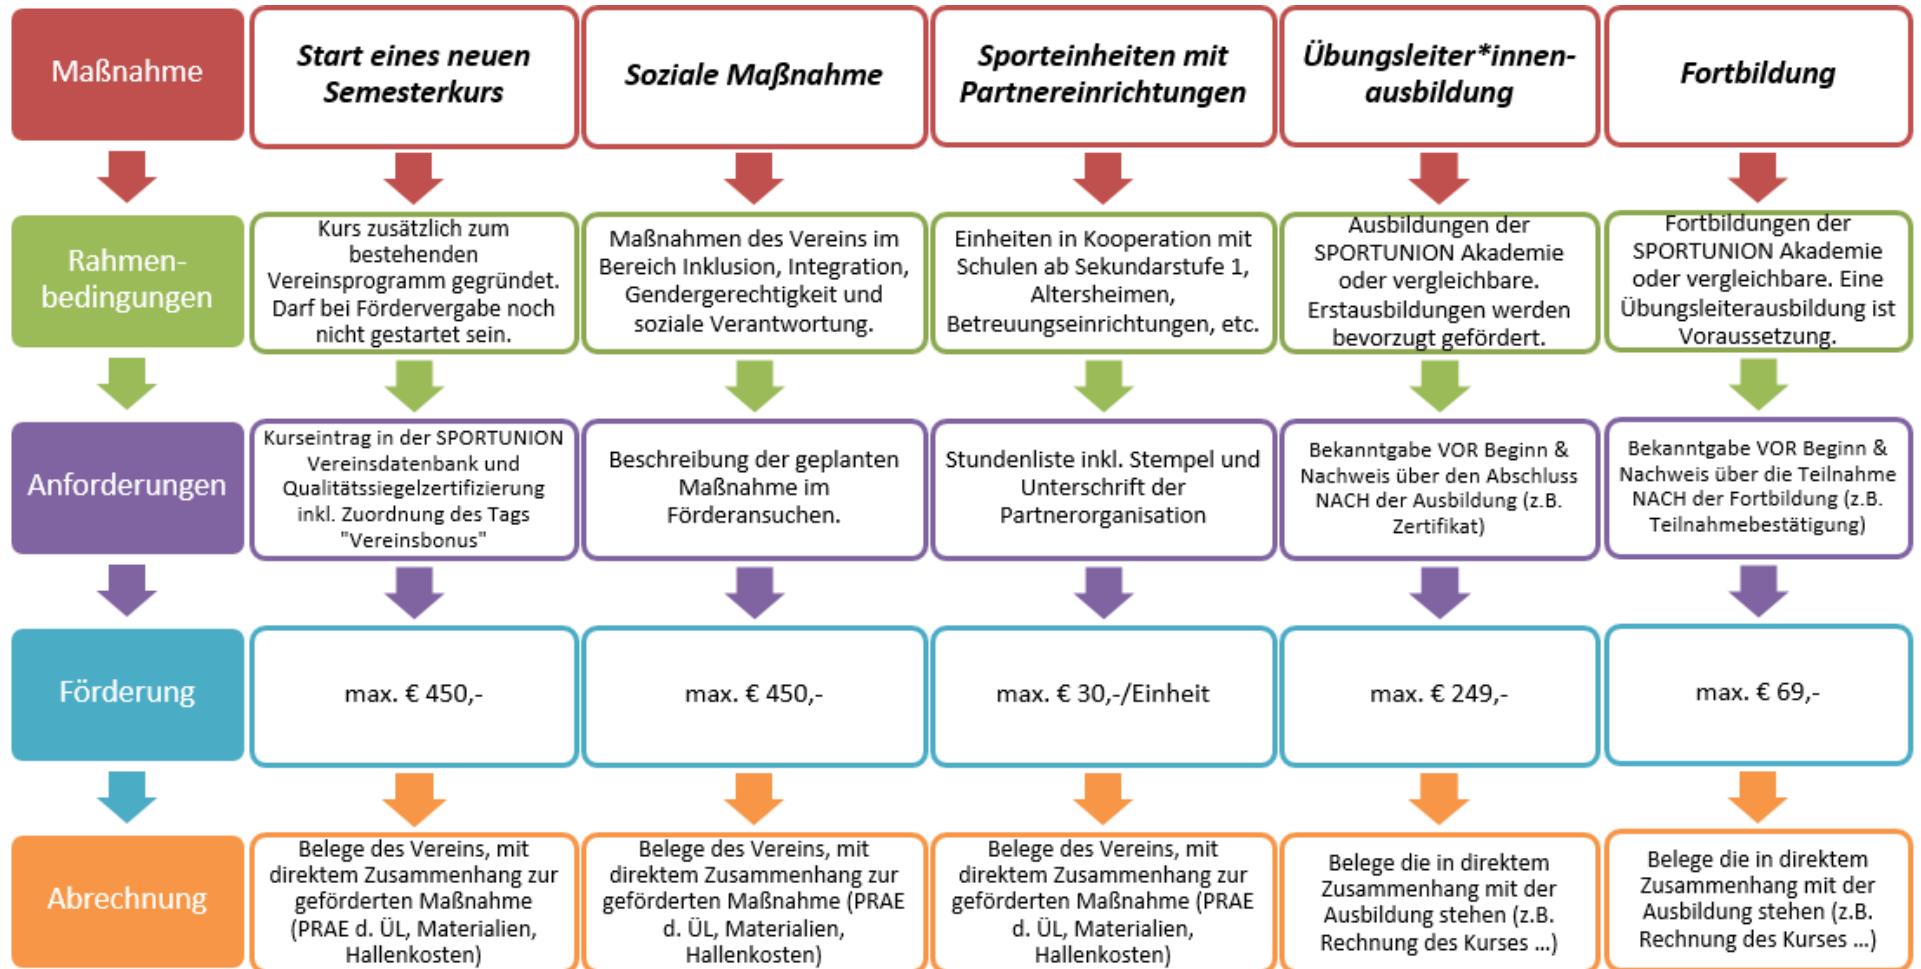 Maßnahme
Start eines neuen
Semesterkurs
Soziale Maßnahme
Sporteinheiten mit
Partnereinrichtungen
Übungsleiter*innen-
ausbildung
Fortbildung
Rahmen-
bedingungen
Kurs zusätzlich zum
bestehenden
Vereinsprogramm gegründet.
Darf bei Fördervergabe noch
nicht gestartet sein.
Maßnahmen des Vereins im
Bereich Inklusion, Integration,
Gendergerechtigkeit und
soziale Verantwortung.
Einheiten in Kooperation mit
Schulen ab Sekundarstufe 1,
Altersheimen,
Betreuungseinrichtungen, etc.
Ausbildungen der
SPORTUNION Akademie
oder vergleichbare.
Erstausbildungen werden
bevorzugt gefördert.
Fortbildungen der
SPORTUNION Akademie
oder vergleichbare. Eine
Übungsleiterausbildung ist
Voraussetzung.
Anforderungen
Kurseintrag in der SPORTUNION
Vereinsdatenbank und
Qualitätssiegelzertifizierung
inkl. Zuordnung des Tags
"Vereinsbonus"
Beschreibung der geplanten
Maßnahme im
Förderansuchen.
Stundenliste inkl. Stempel und
Unterschrift der
Partnerorganisation
Bekanntgabe VOR Beginn &
Nachweis über den Abschluss
NACH der Ausbildung (z.B.
Zertifikat)
Bekanntgabe VOR Beginn &
Nachweis über die Teilnahme
NACH der Fortbildung (z.B.
Teilnahmebestätigung)
Förderung
max. € 450,-
max. € 450,-
max. € 30,-/Einheit
max. € 249,-
max. € 69,-
Abrechnung
Belege des Vereins, mit
direktem Zusammenhang zur
geförderten Maßnahme
(PRAE d. ÜL, Materialien,
Hallenkosten)
Belege des Vereins, mit
direktem Zusammenhang zur
geförderten Maßnahme (PRAE
d. ÜL, Materialien,
Hallenkosten)
Belege des Vereins, mit
direktem Zusammenhang zur
geförderten Maßnahme (PRAE
d. ÜL, Materialien,
Hallenkosten)
Belege die in direktem
Zusammenhang mit der
Ausbildung stehen (z.B.
Rechnung des Kurses ...)
Belege die in direktem
Zusammenhang mit der
Ausbildung stehen (z.B.
Rechnung des Kurses ...)